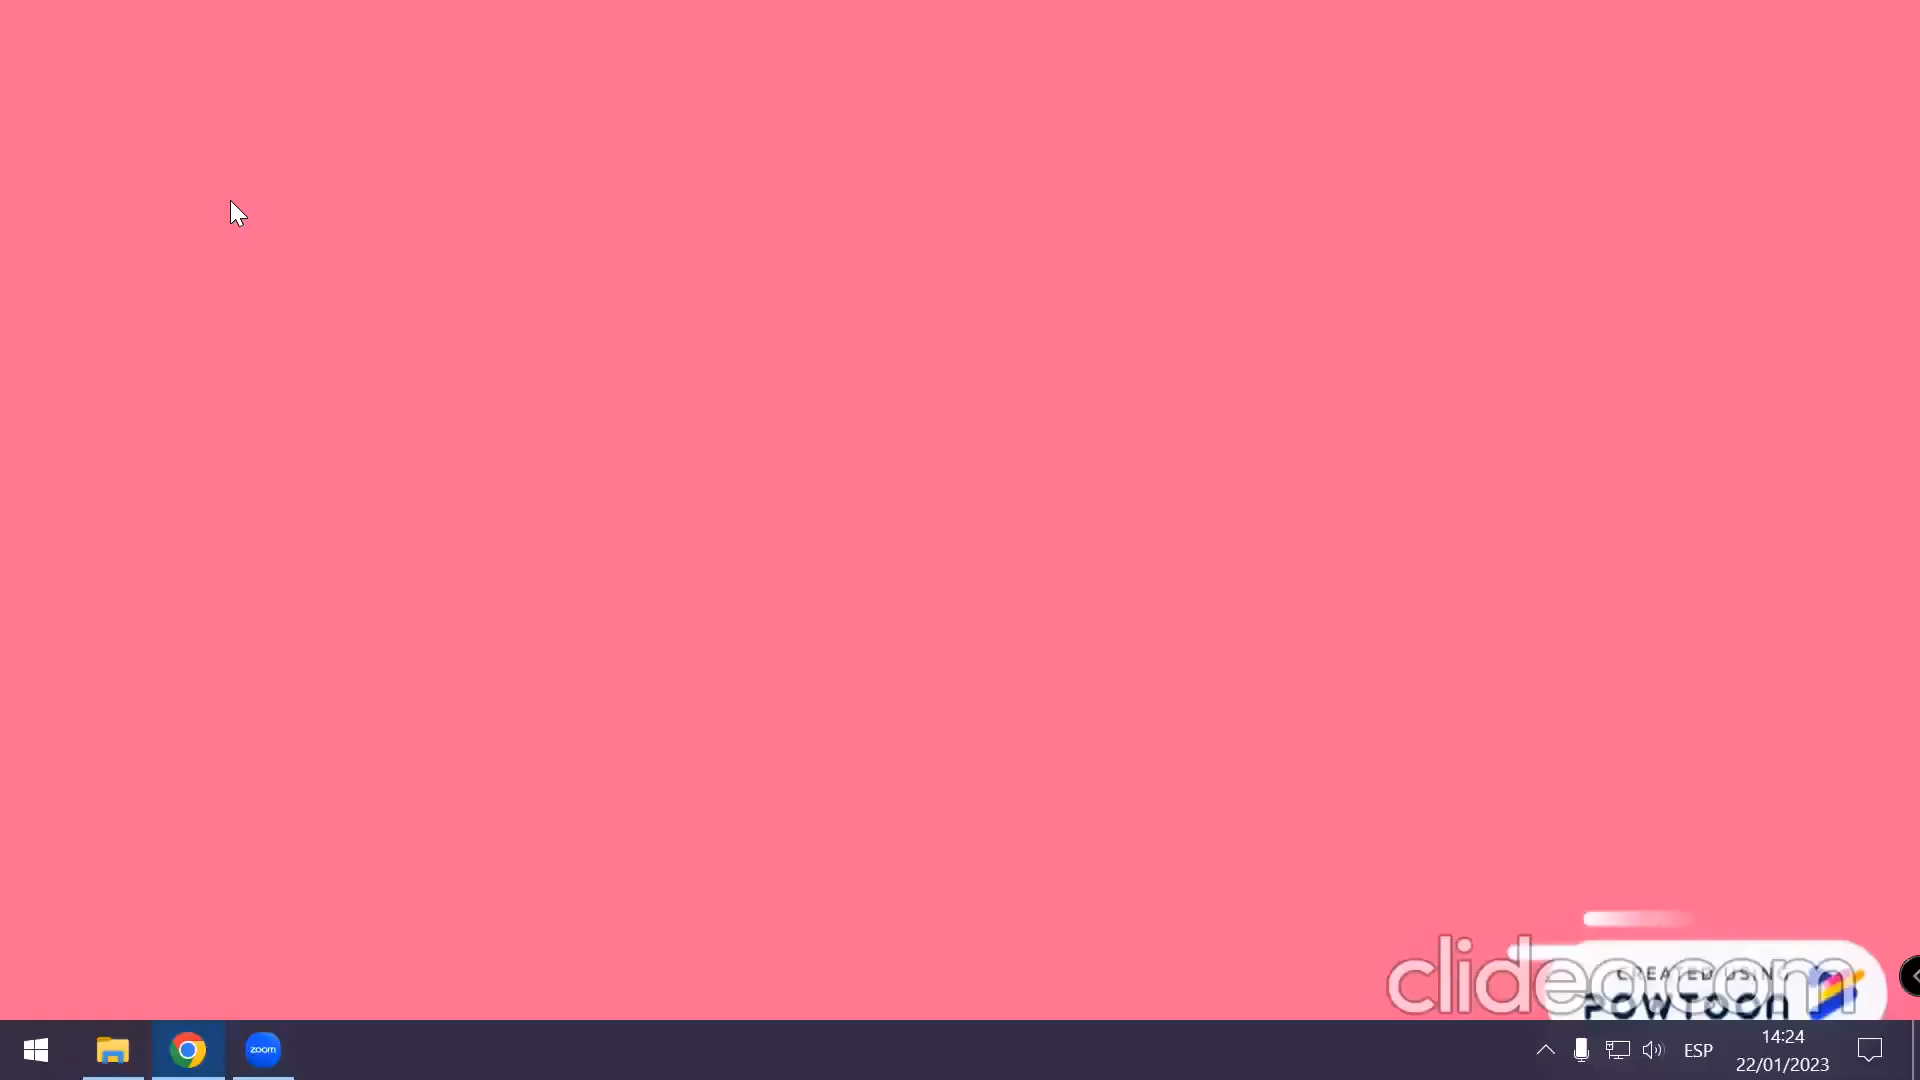 clideo.com
CREATED USING
POWTOON
zoom
ESP
14:24
22/01/2023